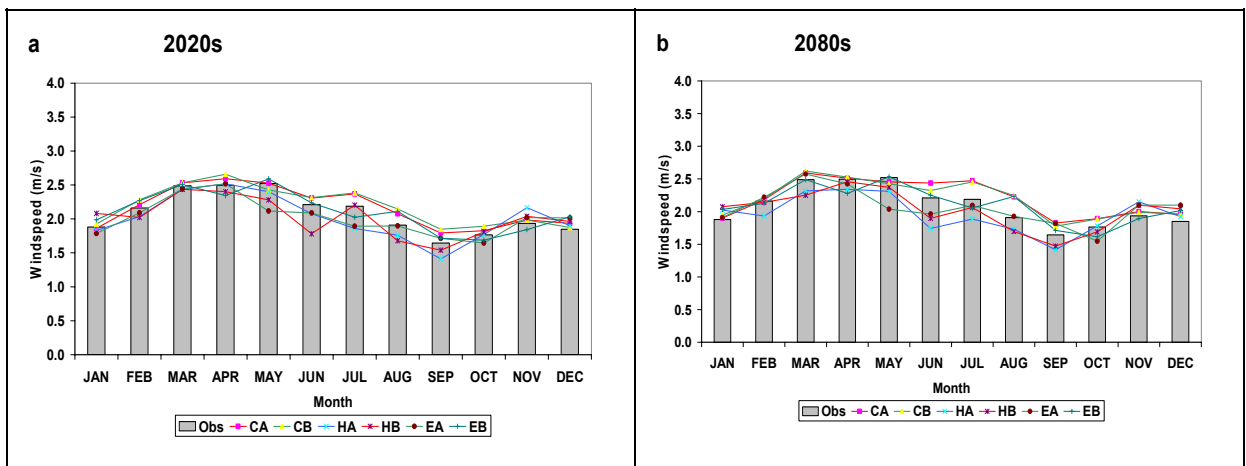 a 2020s
4.0
3.5
3.0
2.5
2.0
1.5
1.0
0.5
0.0
Windspeed (m/s)
JAN FEB MAR APR MAY JUN JUL AUG SEP OCT NOV DEC
Month
Obs CA CB HA HB EA EB
b 2080s
4.0
3.5
3.0
2.5
2.0
1.5
1.0
0.5
0.0
Windspeed (m/s)
JAN FEB MAR APR MAY JUN JUL AUG SEP OCT NOV DEC
Month
Obs CA CB HA HB EA EB